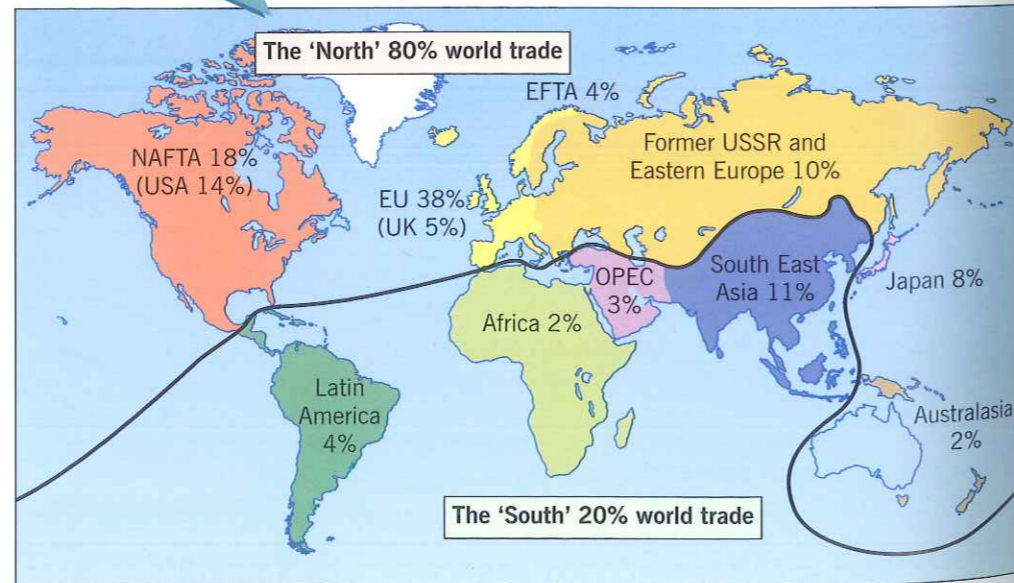 The 'North' 80% world trade
EFTA 4%
NAFTA 18%
(USA 14%)
Former USSR and
Eastern Europe 10%
EU 38%
(UK 5%)
OPEC
3%
South East
Asia 11%
Japan 8%
Africa 2%
Latin
America
4%
Australasia
2%
The 'South' 20% world trade